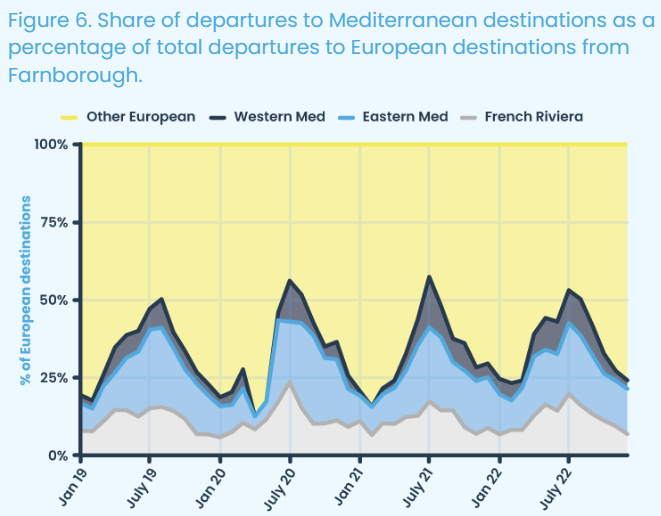 Figure 6. Share of departures to Mediterranean destinations as a
percentage of total departures to European destinations from
Farnborough.
Other European Western Med Eastern Med French Riviera
% of European destinations
100%
75%
50%
25%
0%
Jan 19 July 19 Jan 20 July 20 Jan 21 July 21 Jan 22 July 22